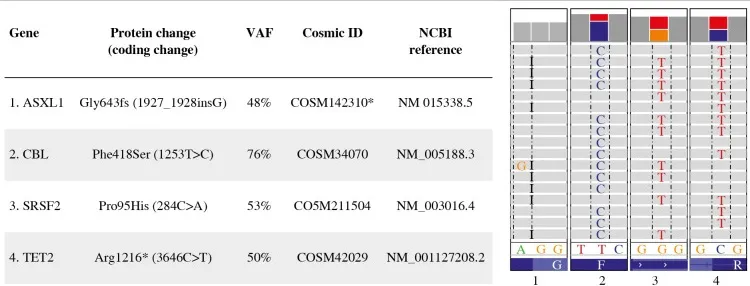 Gene Protein change VAF Cosmic ID NCBI
(coding change) reference
1. ASXL1 Gly643fs (1927_1928insG) 48% COSM142310* NM 015338.5
2. CBL Phe418Ser (1253T>C) 76% COSM34070 NM_005188.3
3. SRSF2 Pro95His (284C>A) 53% CO5M211504 NM_003016.4
4. TET2 Arg1216* (3646C>T) 50% COSM42029 NM_001127208.2
C T
I C T T
I C T T
I C T T
T T
I T
C T T
C T T
C
C T
G I C T
I C T
I C
I T T
C T
C T
I C T
A G G T T C G G G G C G
G F > > R
1 2 3 4